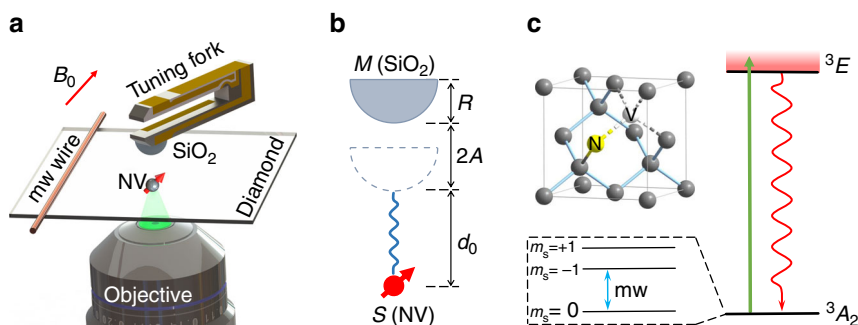 a
B₀
Tuning fork
SiO₂
mw wire
NV
Diamond
Objective
b
M (SiO₂)
R
2A
d₀
S (NV)
c
V
N
³E
mₛ=+1
mₛ= −1
mw
mₛ= 0
³A₂